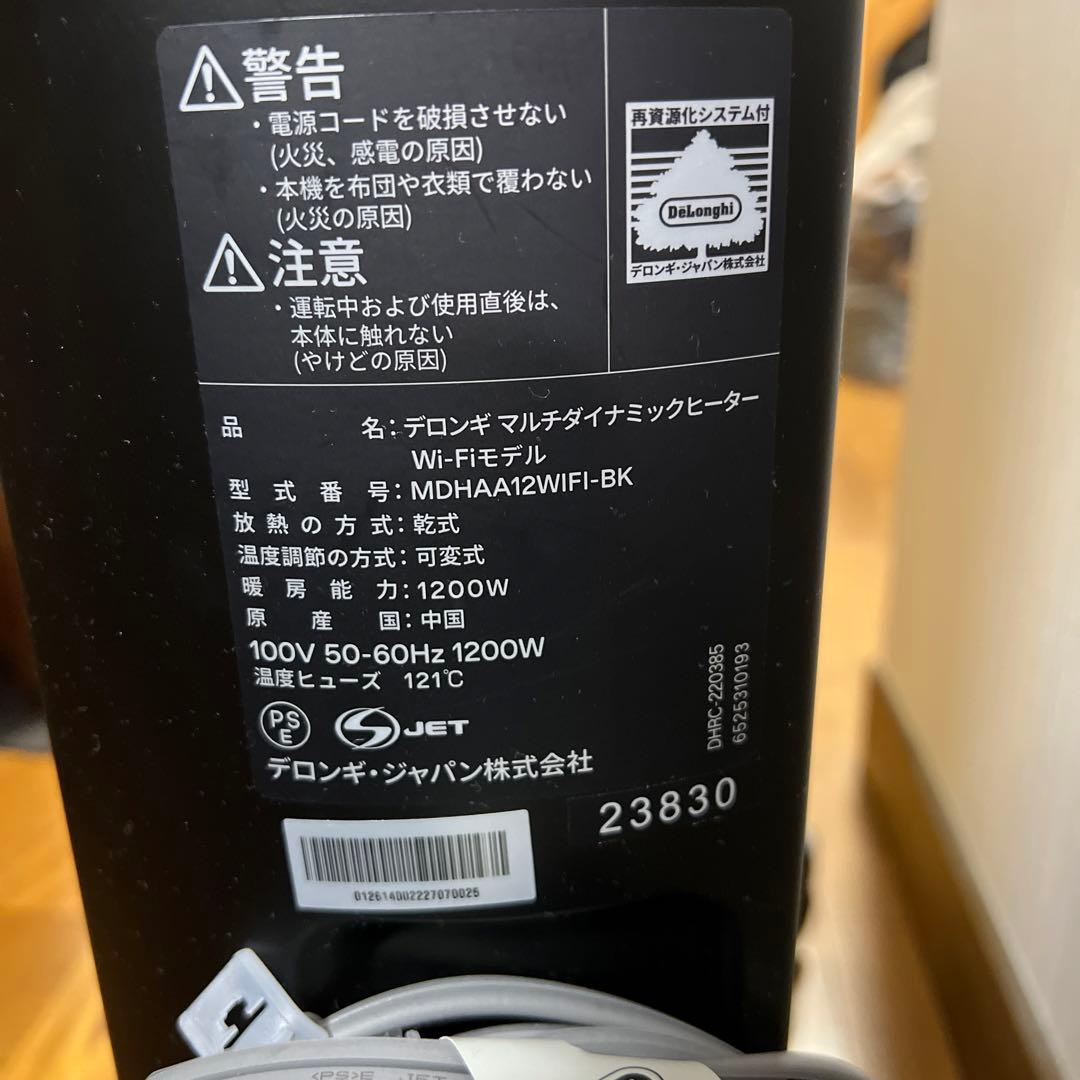 警告
・電源コードを破損させない
(火災、感電の原因)
・本機を布団や衣類で覆わない
(火災の原因)
注意
・運転中および使用直後は、
本体に触れない
(やけどの原因)
再資源化システム付
DeLonghi
デロンギ・ジャパン株式会社
品名：デロンギ マルチダイナミックヒーター
Wi-Fiモデル
型式番号：MDHAA12WIFI-BK
放熱の方式：乾式
温度調節の方式：可変式
暖房能力：1200W
原産国：中国
100V 50-60Hz 1200W
温度ヒューズ 121℃
PSE JET
デロンギ・ジャパン株式会社
DHRC-220385
6525310193
23830
012614002227070025
<PS>E JET